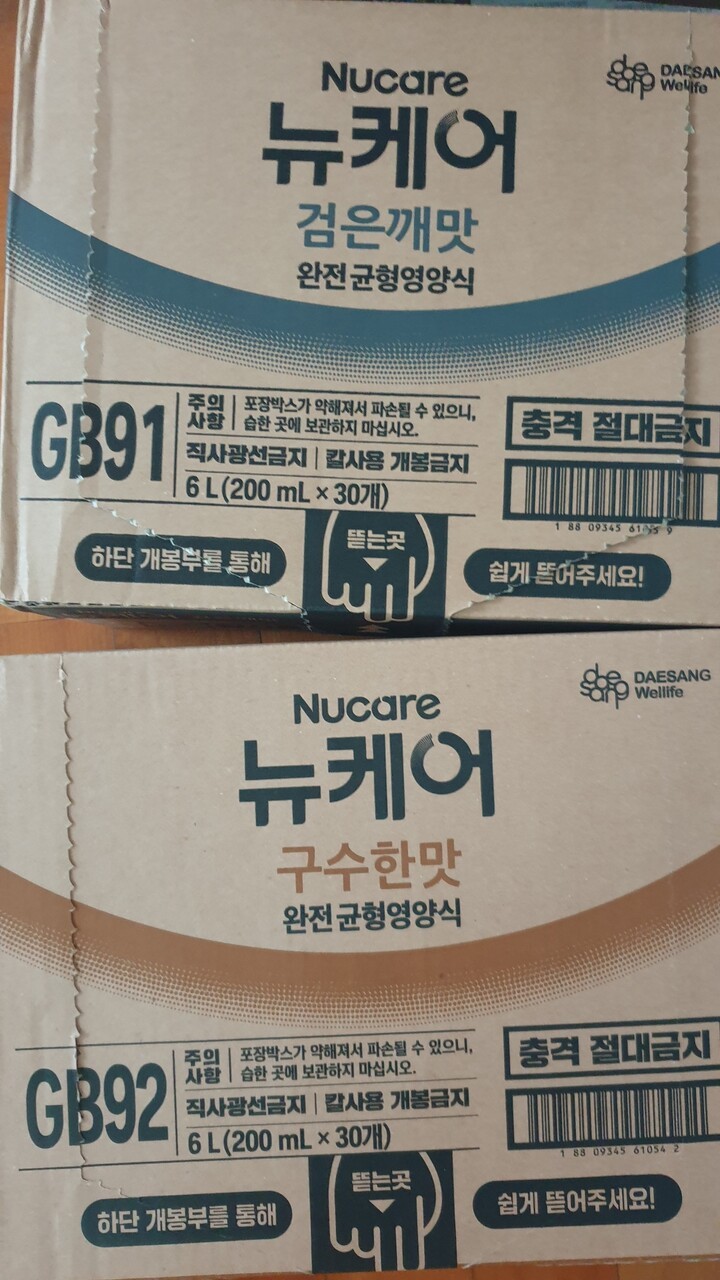 Nucare
DAESANG
Wellife
뉴케어
검은깨맛
완전균형영양식
GB91
주의
사항
포장박스가 약해져서 파손될 수 있으니,
습한 곳에 보관하지 마십시오.
직사광선금지 | 칼사용 개봉금지
6 L(200 mL × 30개)
충격 절대금지
1 88 09345
하단 개봉부를 통해
뜯는곳
쉽게 뜯어주세요!
Nucare
DAESANG
Wellife
뉴케어
구수한맛
완전균형영양식
GB92
주의
사항
포장박스가 약해져서 파손될 수 있으니,
습한 곳에 보관하지 마십시오.
직사광선금지 | 칼사용 개봉금지
6 L(200 mL × 30개)
충격 절대금지
1 88 09345 61054 2
하단 개봉부를 통해
뜯는곳
쉽게 뜯어주세요!